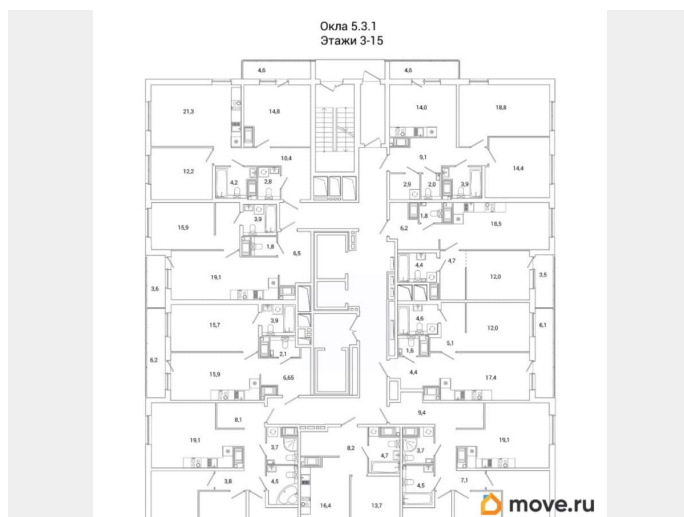 Окла 5.3.1
Этажи 3-15
4,6 4,6
21,3 14,8 14,0 18,8
10,4 9,1
12,2 14,4
4,2 2,8 2,9 2,0 3,9
15,9 3,9 1,8 18,5
1,8 6,5 6,2
19,1 4,4 4,7 12,0
3,6 3,5
15,7 3,9 4,6 12,0 6,1
2,1 1,6 5,1
6,2 15,9 6,65 4,4 17,4
8,1 9,4
19,1 3,7 8,2 4,7 3,7 19,1
3,8 4,5 4,5 7,1
16,4 13,7
move.ru